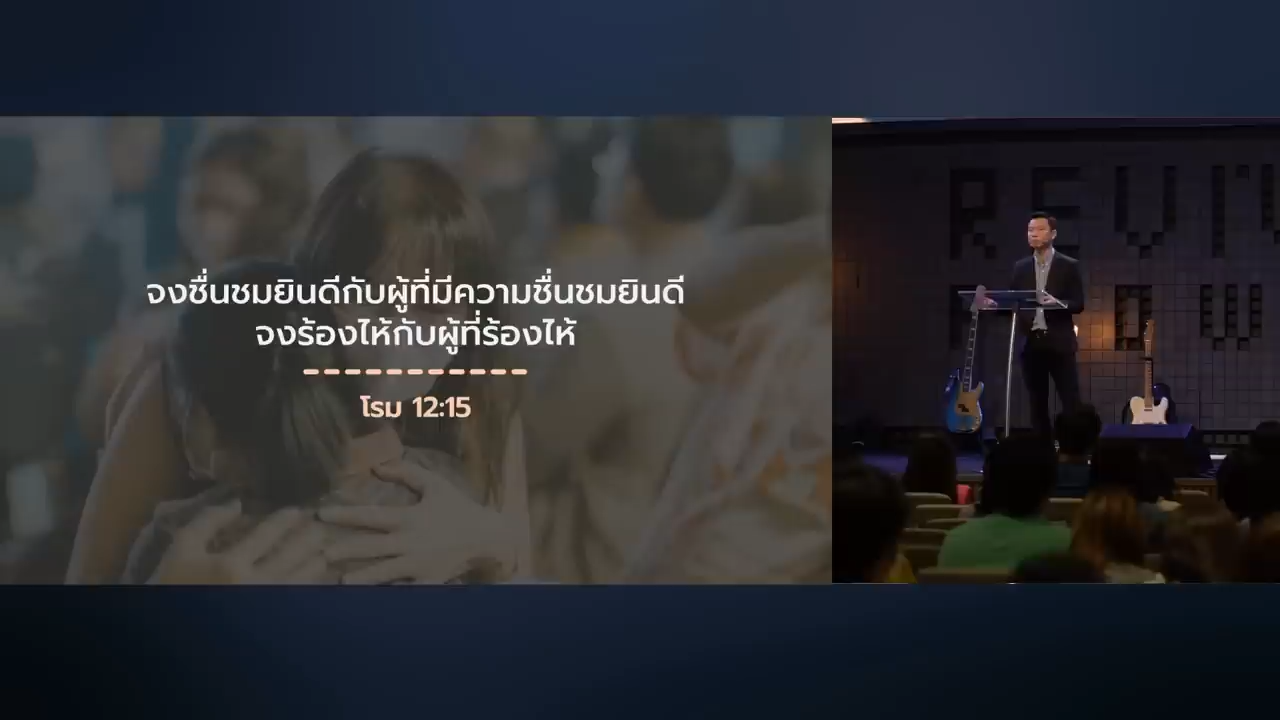 จงชื่นชมยินดีกับผู้ที่มีความชื่นชมยินดี
จงร้องไห้กับผู้ที่ร้องไห้
โรม 12:15